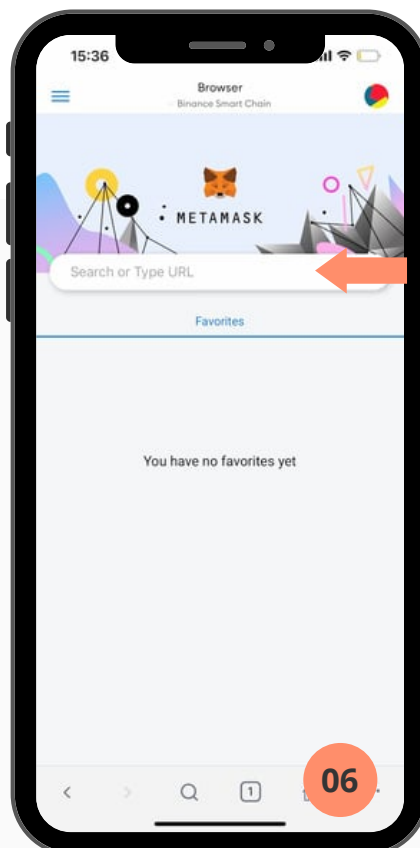 15:36
Browser
Binance Smart Chain
METAMASK
Search or Type URL
Favorites
You have no favorites yet
1
06